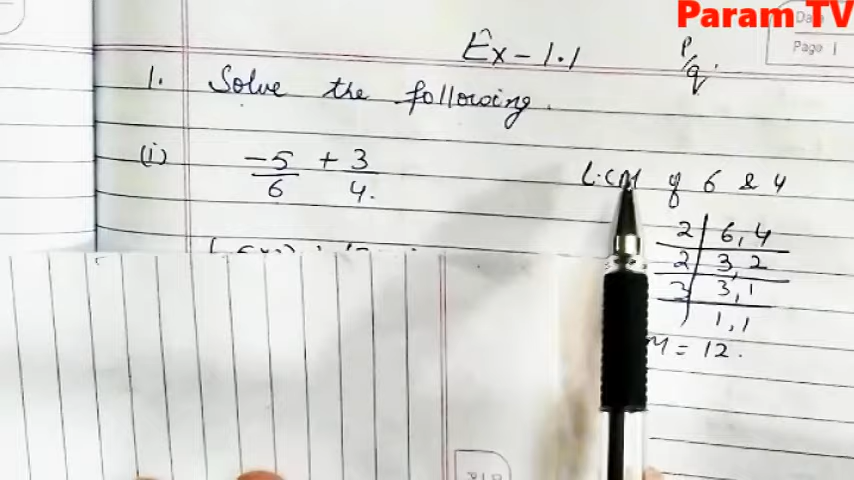 Param TV
Page 1
Ex - 1.1
P/q.
1. Solve the following.
(i) -5/6 + 3/4.
L.CM of 6 & 4
2 | 6, 4
2 | 3, 2
3 | 3, 1
1, 1
M = 12.